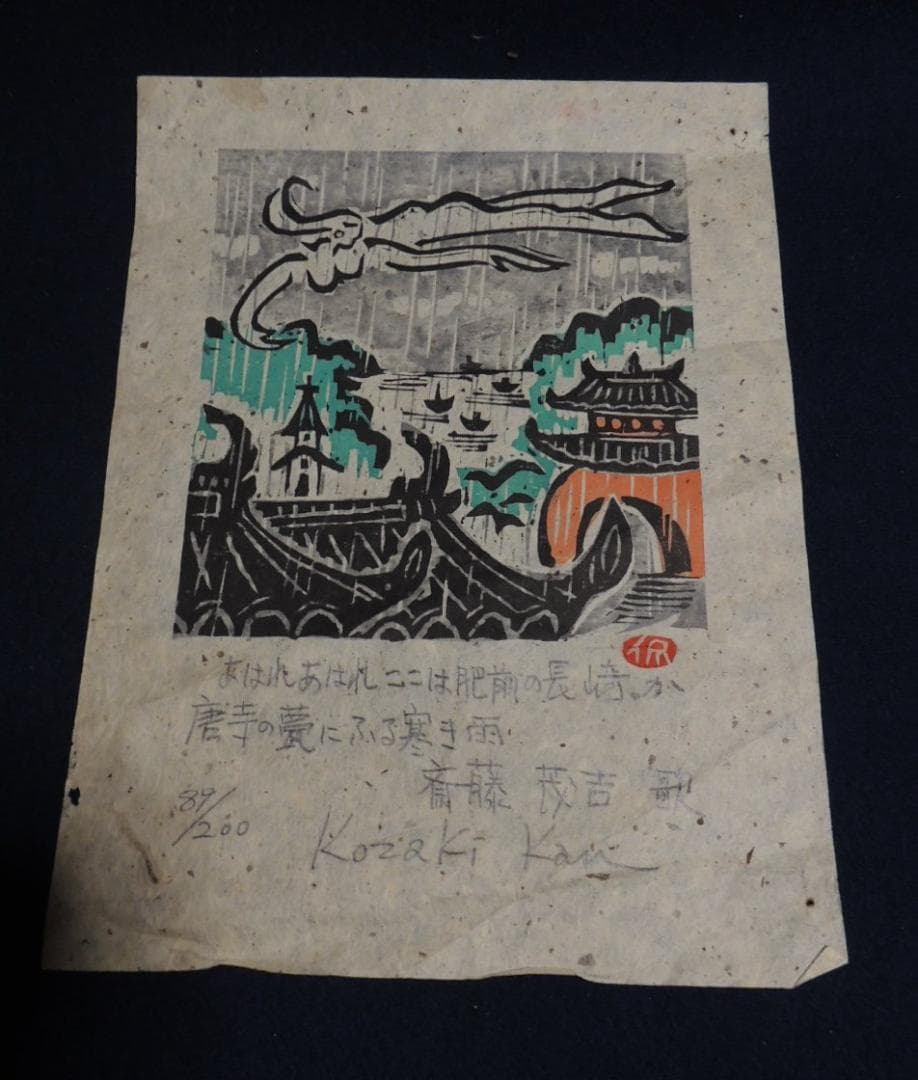 侃
あはれあはれここは肥前の長崎か
唐寺の甍にふる寒き雨
斎藤茂吉 歌
89/200
Kozaki Kan